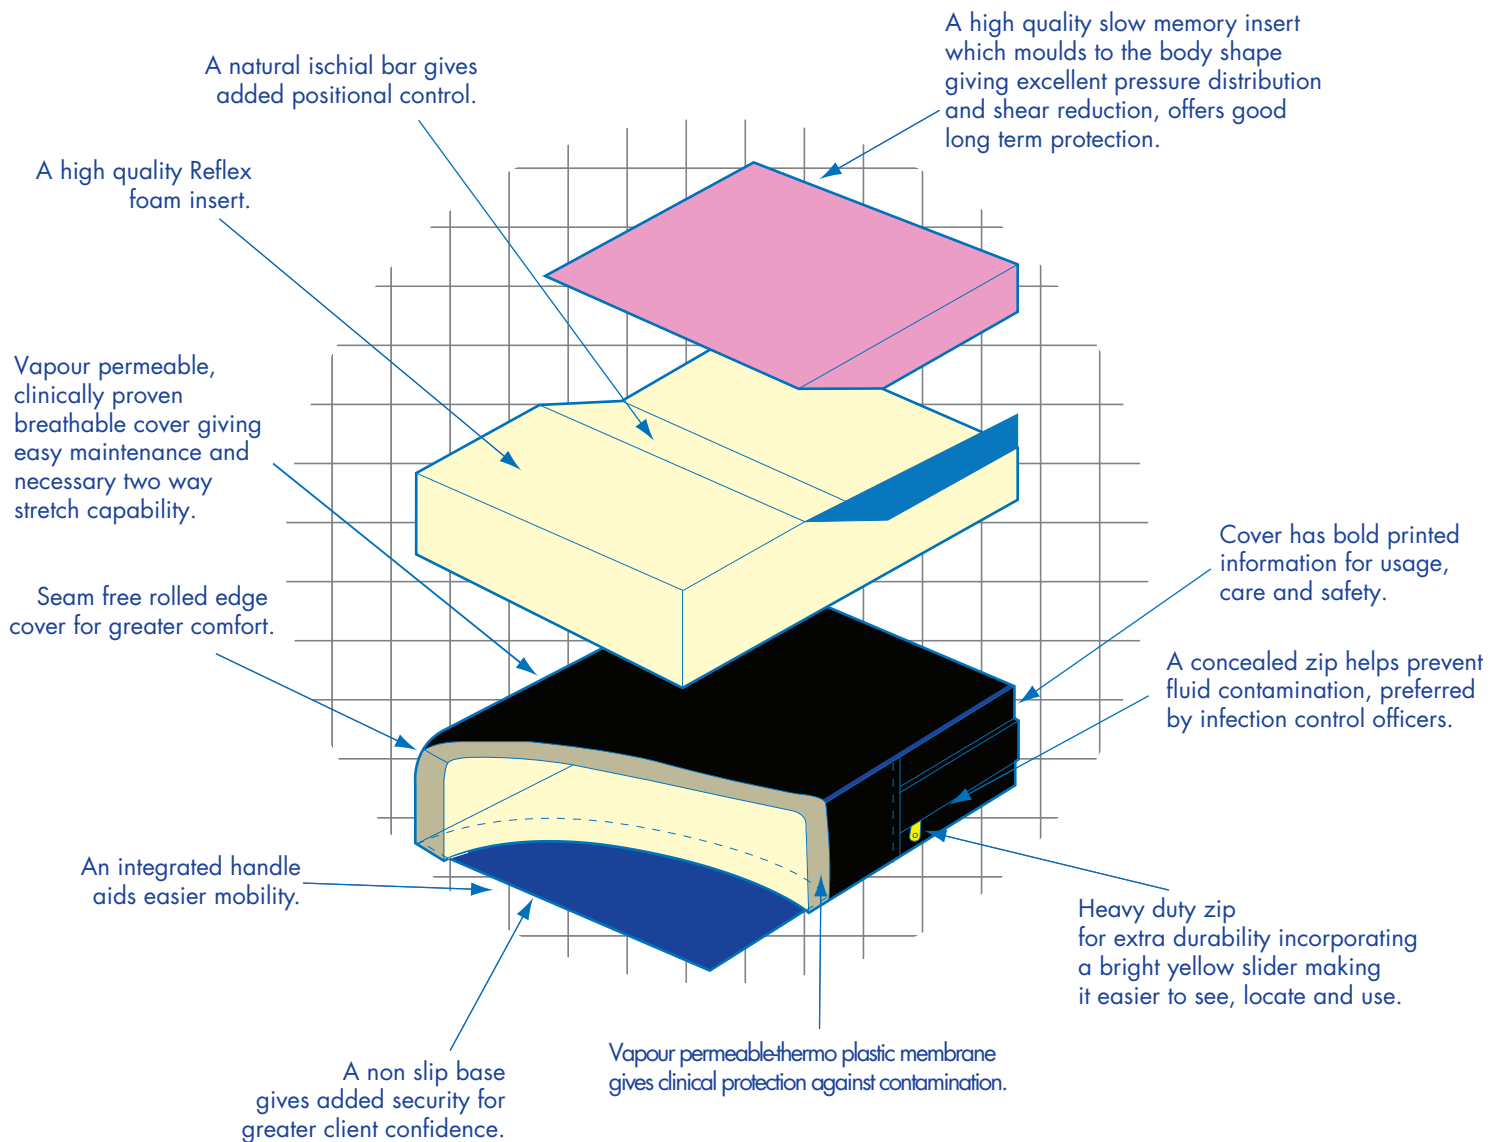 A high quality slow memory insert
which moulds to the body shape
giving excellent pressure distribution
and shear reduction, offers good
long term protection.
A natural ischial bar gives
added positional control.
A high quality Reflex
foam insert.
Vapour permeable,
clinically proven
breathable cover giving
easy maintenance and
necessary two way
stretch capability.
Seam free rolled edge
cover for greater comfort.
Cover has bold printed
information for usage,
care and safety.
A concealed zip helps prevent
fluid contamination, preferred
by infection control officers.
An integrated handle
aids easier mobility.
Heavy duty zip
for extra durability incorporating
a bright yellow slider making
it easier to see, locate and use.
Vapour permeable-thermo plastic membrane
gives clinical protection against contamination.
A non slip base
gives added security for
greater client confidence.